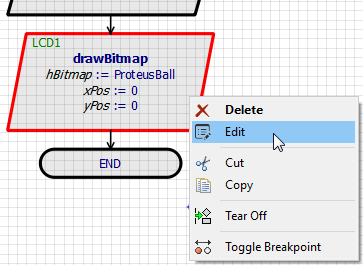 LCD1
drawBitmap
hBitmap := ProteusBall
xPos := 0
yPos := 0
END
Delete
Edit
Cut
Copy
Tear Off
Toggle Breakpoint